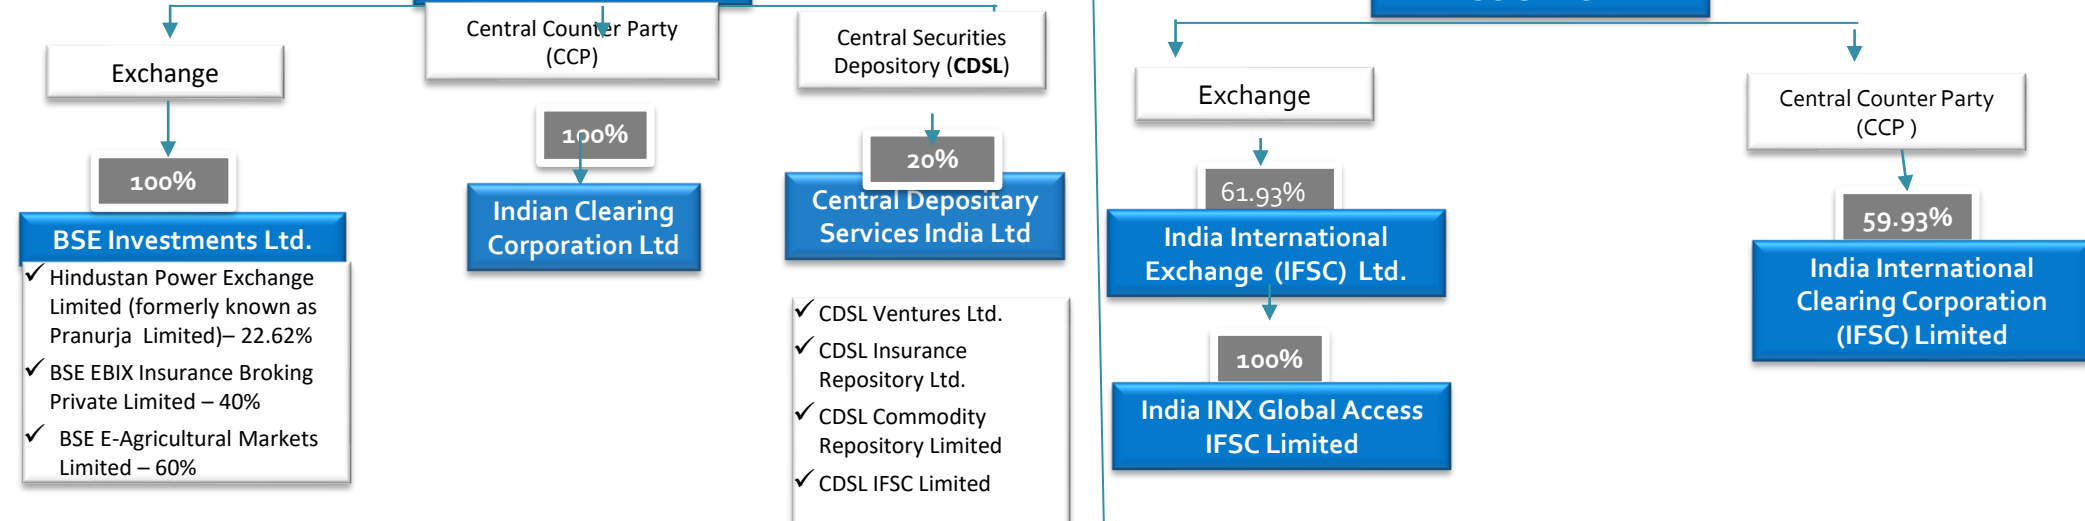 Exchange
100%
BSE Investments Ltd.
✓ Hindustan Power Exchange
Limited (formerly known as
Pranurja Limited)– 22.62%
✓ BSE EBIX Insurance Broking
Private Limited – 40%
✓ BSE E-Agricultural Markets
Limited – 60%
Central Counter Party
(CCP)
100%
Indian Clearing
Corporation Ltd
Central Securities
Depository (CDSL)
20%
Central Depositary
Services India Ltd
✓ CDSL Ventures Ltd.
✓ CDSL Insurance
Repository Ltd.
✓ CDSL Commodity
Repository Limited
✓ CDSL IFSC Limited
Exchange
61.93%
India International
Exchange (IFSC) Ltd.
100%
India INX Global Access
IFSC Limited
Central Counter Party
(CCP )
59.93%
India International
Clearing Corporation
(IFSC) Limited